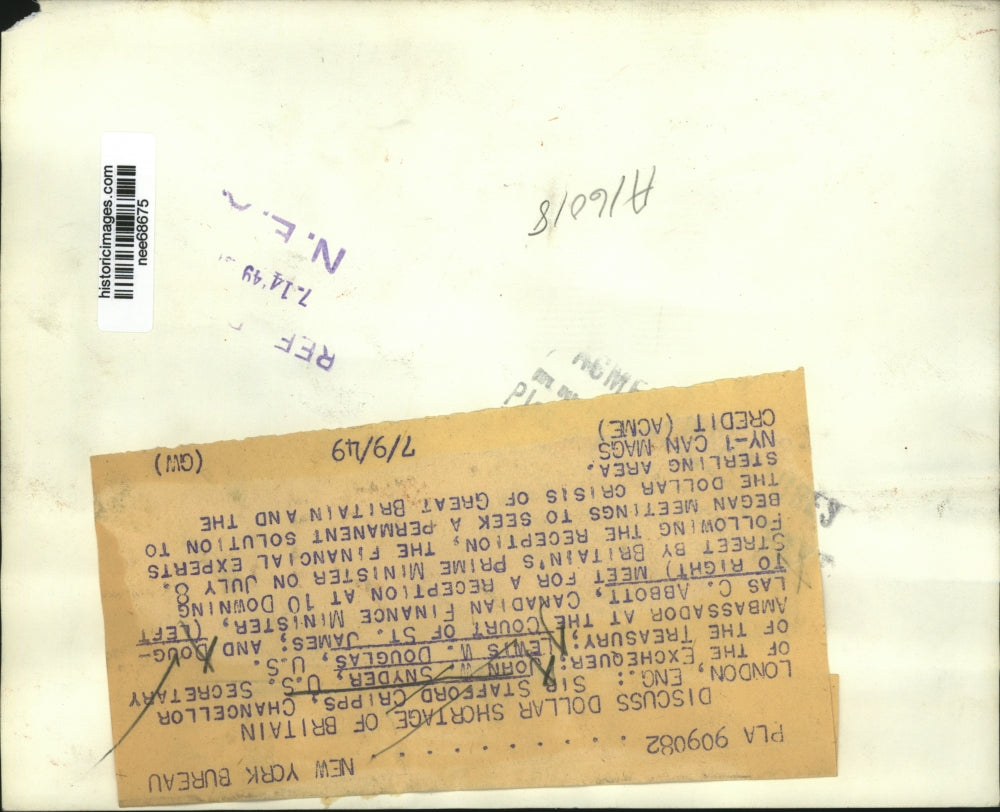 PLA 909082 . . . . . . . . . . NEW YORK BUREAU
DISCUSS DOLLAR SHORTAGE OF BRITAIN
LONDON, ENG.: SIR STAFFORD CRIPPS, CHANCELLOR
OF THE EXCHEQUER; JOHN W. SNYDER, U.S. SECRETARY
OF THE TREASURY; LEWIS W. DOUGLAS, U.S.
AMBASSADOR AT THE COURT OF ST. JAMES; AND DOUG-
LAS C. ABBOTT, CANADIAN FINANCE MINISTER, (LEFT
TO RIGHT) MEET FOR A RECEPTION AT 10 DOWNING
STREET BY BRITAIN'S PRIME MINISTER ON JULY 8.
FOLLOWING THE RECEPTION, THE FINANCIAL EXPERTS
BEGAN MEETINGS TO SEEK A PERMANENT SOLUTION TO
THE DOLLAR CRISIS OF GREAT BRITAIN AND THE
STERLING AREA.
NY-1 CAN MAGS
CREDIT (ACME) 7/9/49 (GW)
ACME
REF
7-14'49
N.E.A.
A16018
historicimages.com
nee68675